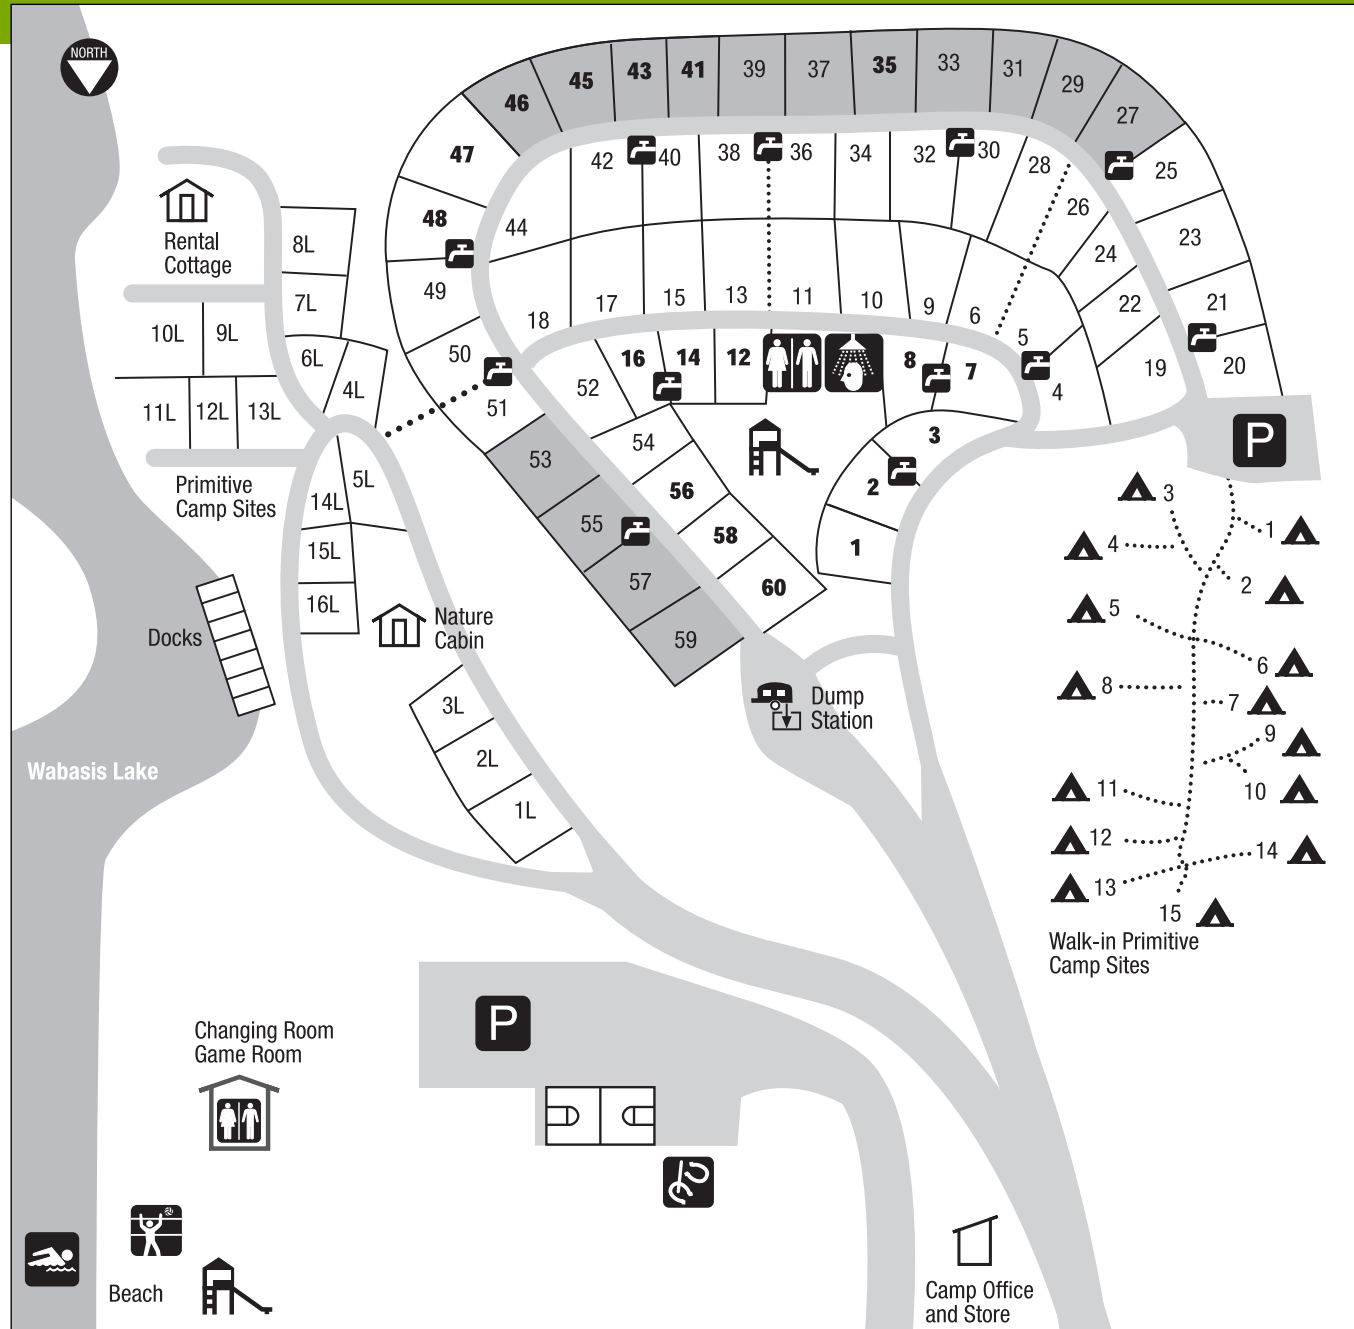 NORTH
46
45
43
41
39
37
35
33
31
29
27
47
42
40
38
36
34
32
30
28
25
48
44
26
23
49
24
18
17
15
13
11
10
9
6
22
21
50
5
19
20
16
14
12
8
7
4
51
52
3
53
54
2
P
56
55
58
1
57
60
59
Rental
Cottage
8L
7L
10L
9L
6L
4L
11L
12L
13L
Primitive
Camp Sites
5L
14L
15L
16L
Docks
Nature
Cabin
3L
2L
1L
Dump
Station
Wabasis Lake
3
1
4
2
5
6
8
7
9
11
10
12
14
13
15
Walk-in Primitive
Camp Sites
P
Changing Room
Game Room
Beach
Camp Office
and Store